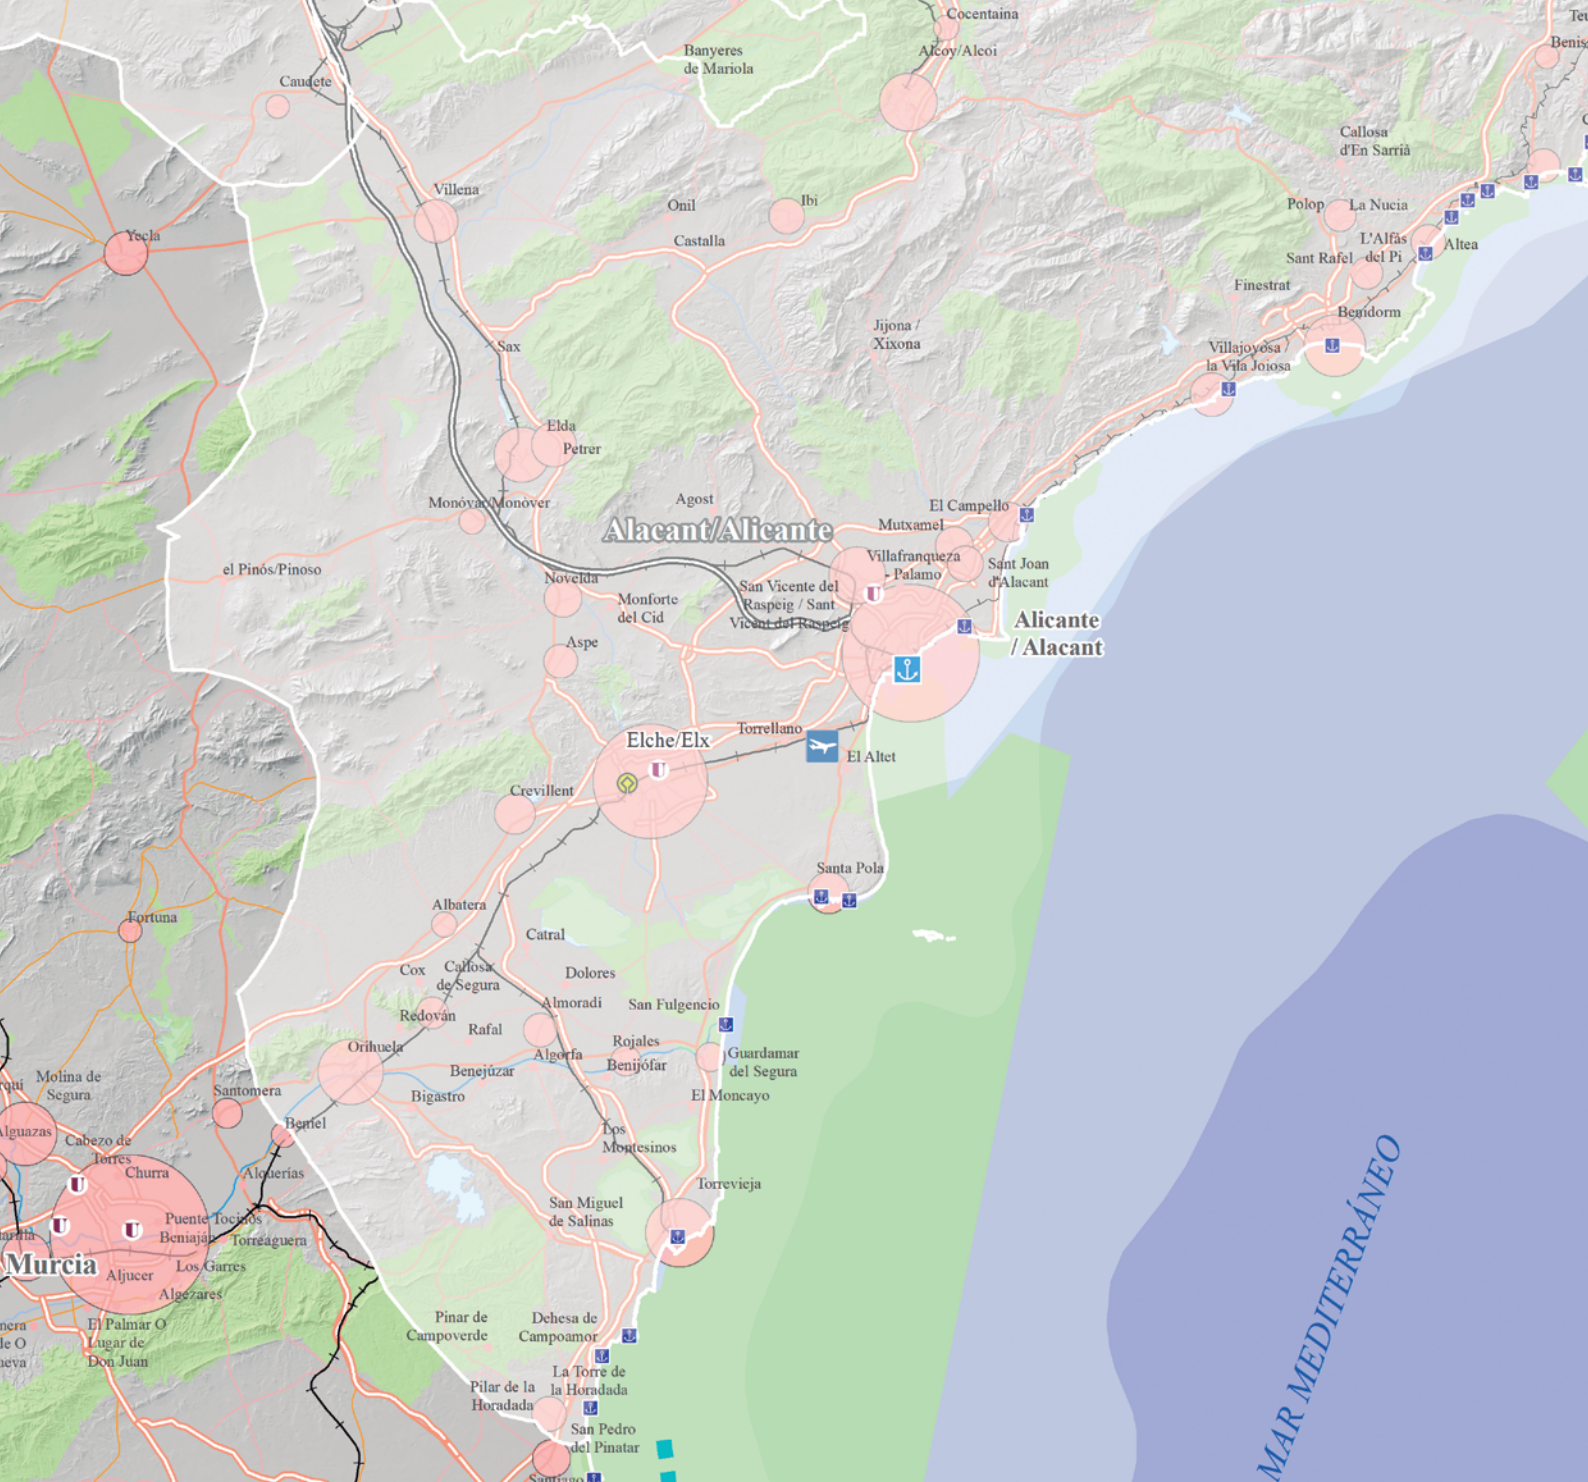 Cocentaina
Alcoy/Alcoi
Banyeres
de Mariola
Caudete
Callosa
d'En Sarrià
Villena
Onil
Ibi
Polop
La Nucia
Castalla
Yecla
L'Alfàs
del Pi
Altea
Sant Rafel
Finestrat
Benidorm
Jijona /
Xixona
Sax
Villajoyosa /
la Vila Joiosa
Elda
Petrer
Monóvar/Monòver
Agost
El Campello
Alacant/Alicante
Mutxamel
Villafranqueza
- Palamo
Sant Joan
d'Alacant
el Pinós/Pinoso
Novelda
San Vicente del
Raspeig / Sant
Vicent del Raspeig
U
Monforte
del Cid
Alicante
/ Alacant
Aspe
Torrellano
Elche/Elx
U
El Altet
Crevillent
Santa Pola
Albatera
Fortuna
Catral
Cox
Callosa
de Segura
Dolores
Almoradí
San Fulgencio
Redován
Rafal
Orihuela
Algorfa
Rojales
Benijófar
Guardamar
del Segura
Benejúzar
Bigastro
El Moncayo
Molina de
Segura
Santomera
Beniel
Alguazas
Cabezo de
Torres
Churra
Los
Montesinos
Alquerías
Torrevieja
U
U
U
Puente Tocinos
Beniaján
Torreagüera
San Miguel
de Salinas
Murcia
Aljucer
Los Garres
Algezares
El Palmar O
Lugar de
Don Juan
Pinar de
Campoverde
Dehesa de
Campoamor
La Torre de
la Horadada
Pilar de la
Horadada
San Pedro
del Pinatar
Santiago
MAR MEDITERRÁNEO